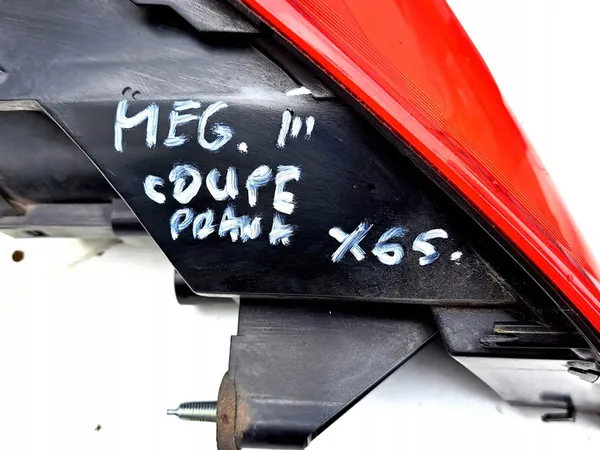 MEG. III
COUPE
PRAWA X65.